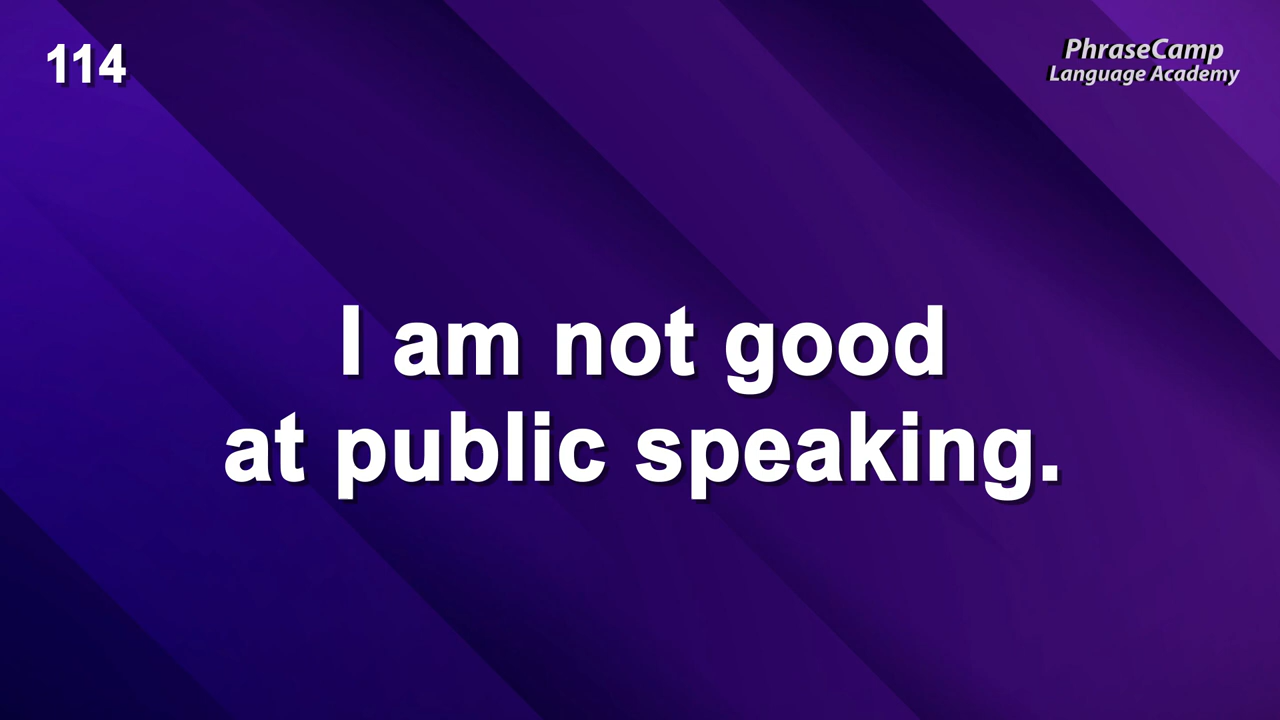 114
PhraseCamp
Language Academy
I am not good
at public speaking.